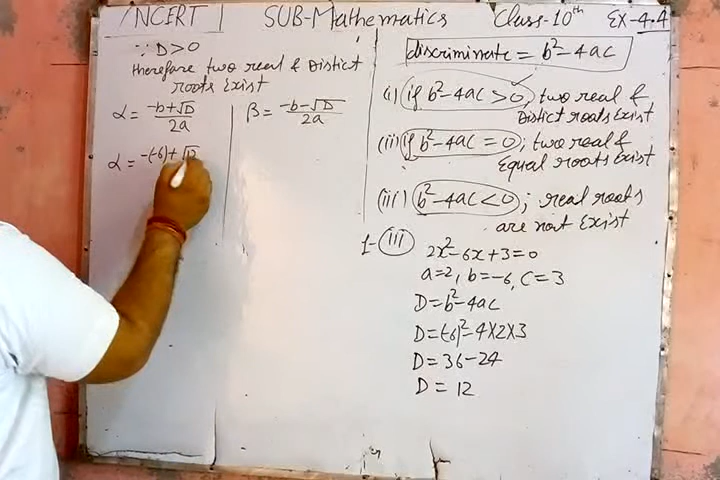 NCERT SUB-Mathematics Class-10th EX-4.4
∵ D>0
therefore two real & Distict
roots Exist
α = -b+√D / 2a
β = -b-√D / 2a
α = -(-6)+√12
discriminate = b²-4ac
(i) if b²-4ac>0, two real &
Distict roots Exist
(ii) if b²-4ac=0; two real &
Equal roots Exist
(iii) b²-4ac<0; real roots
are not Exist
1-(iii)
2x²-6x+3=0
a=2, b=-6, c=3
D=b²-4ac
D=(-6)²-4×2×3
D=36-24
D=12